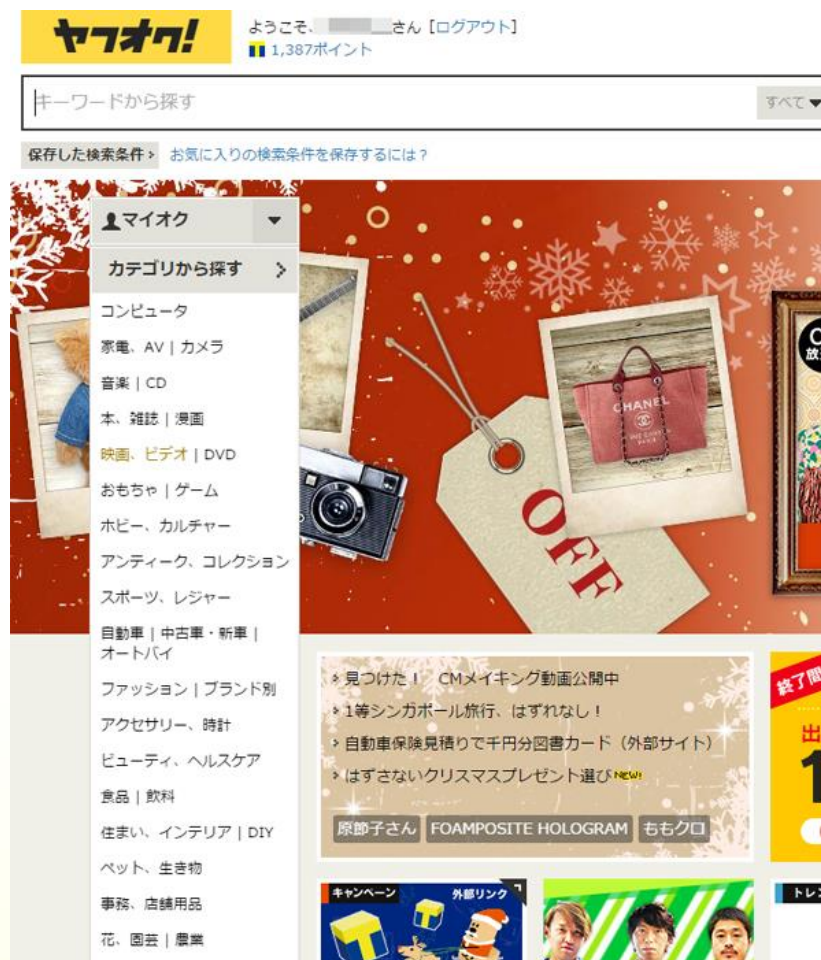 ヤフオク!
ようこそ、 さん [ログアウト]
1,387ポイント
キーワードから探す
すべて▼
保存した検索条件 お気に入りの検索条件を保存するには？
マイオク ▼
カテゴリから探す
コンピュータ
家電、AV | カメラ
音楽 | CD
本、雑誌 | 漫画
映画、ビデオ | DVD
おもちゃ | ゲーム
ホビー、カルチャー
アンティーク、コレクション
スポーツ、レジャー
自動車 | 中古車・新車 |
オートバイ
ファッション | ブランド別
アクセサリー、時計
ビューティ、ヘルスケア
食品 | 飲料
住まい、インテリア | DIY
ペット、生き物
事務、店舗用品
花、園芸 | 農業
CHANEL
OFF
見つけた！ CMメイキング動画公開中
1等シンガポール旅行、はずれなし！
自動車保険見積りで千円分図書カード（外部サイト）
はずさないクリスマスプレゼント選び NEW!
原節子さん FOAMPOSITE HOLOGRAM ももクロ
終了間
出
1
キャンペーン 外部リンク
T
T
トレン